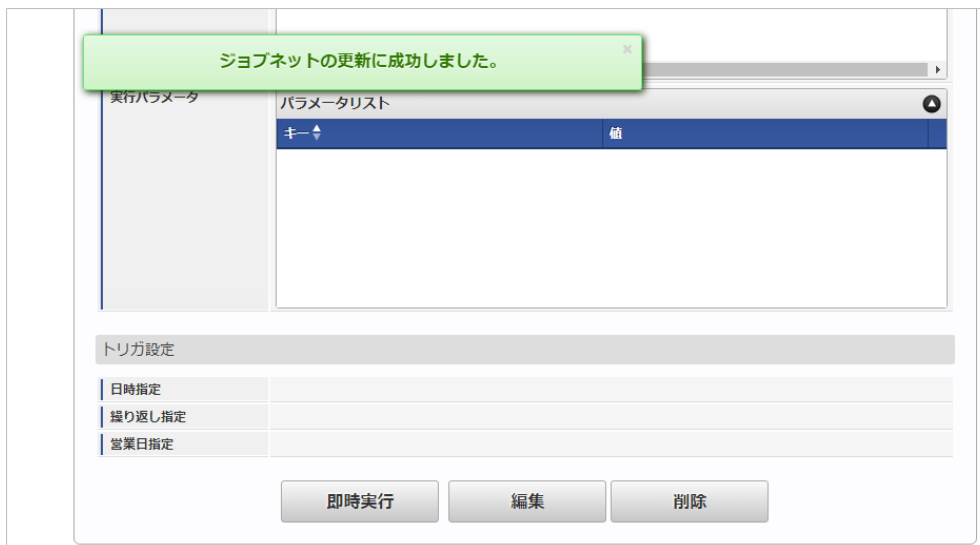 ジョブネットの更新に成功しました。 ×
実行パラメータ
パラメータリスト
キー
値
トリガ設定
日時指定
繰り返し指定
営業日指定
即時実行 編集 削除